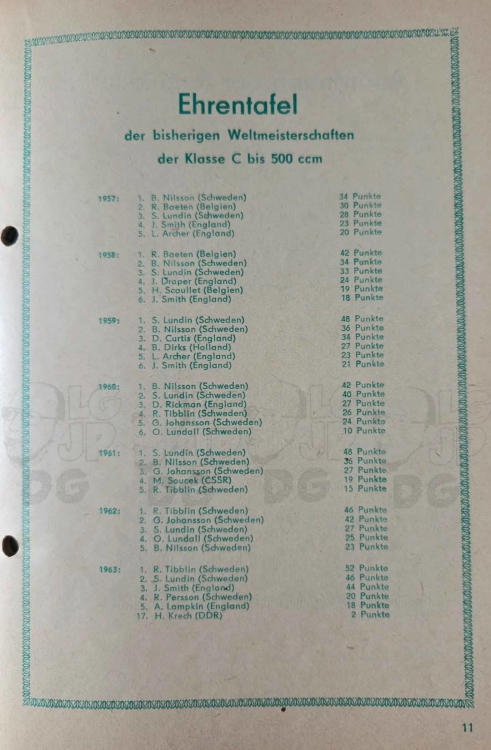 Ehrentafel
der bisherigen Weltmeisterschaften
der Klasse C bis 500 ccm
1957: 1. B. Nilsson (Schweden) 34 Punkte
2. R. Baeten (Belgien) 30 Punkte
3. S. Lundin (Schweden) 28 Punkte
4. J. Smith (England) 23 Punkte
5. L. Archer (England) 20 Punkte
1958: 1. R. Baeten (Belgien) 42 Punkte
2. B. Nilsson (Schweden) 34 Punkte
3. S. Lundin (Schweden) 33 Punkte
4. J. Draper (England) 24 Punkte
5. H. Scaullet (Belgien) 19 Punkte
6. J. Smith (England) 18 Punkte
1959: 1. S. Lundin (Schweden) 48 Punkte
2. B. Nilsson (Schweden) 36 Punkte
3. D. Curtis (England) 34 Punkte
4. B. Dirks (Holland) 27 Punkte
5. L. Archer (England) 23 Punkte
6. J. Smith (England) 21 Punkte
1960: 1. B. Nilsson (Schweden) 42 Punkte
2. S. Lundin (Schweden) 40 Punkte
3. D. Rickman (England) 27 Punkte
4. R. Tibblin (Schweden) 26 Punkte
5. G. Johansson (Schweden) 24 Punkte
6. O. Lundall (Schweden) 10 Punkte
1961: 1. S. Lundin (Schweden) 48 Punkte
2. B. Nilsson (Schweden) 36 Punkte
3. G. Johansson (Schweden) 27 Punkte
4. M. Soucek (CSSR) 19 Punkte
5. R. Tibblin (Schweden) 15 Punkte
1962: 1. R. Tibblin (Schweden) 46 Punkte
2. G. Johansson (Schweden) 42 Punkte
3. S. Lundin (Schweden) 27 Punkte
4. O. Lundall (Schweden) 25 Punkte
5. B. Nilsson (Schweden) 23 Punkte
1963: 1. R. Tibblin (Schweden) 52 Punkte
2. S. Lundin (Schweden) 46 Punkte
3. J. Smith (England) 44 Punkte
4. R. Persson (Schweden) 20 Punkte
5. A. Lampkin (England) 18 Punkte
17. H. Krech (DDR) 2 Punkte
11